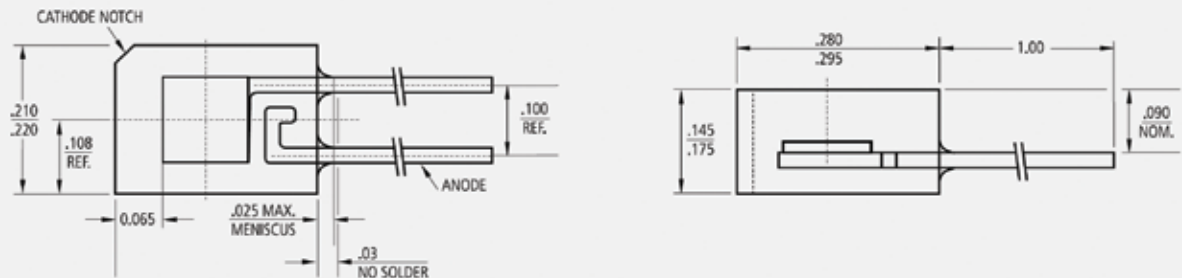 CATHODE NOTCH
.210
.220
.108
REF.
0.065
.025 MAX.
MENISCUS
.03
NO SOLDER
ANODE
.100
REF.
.280
.295
1.00
.145
.175
.090
NOM.